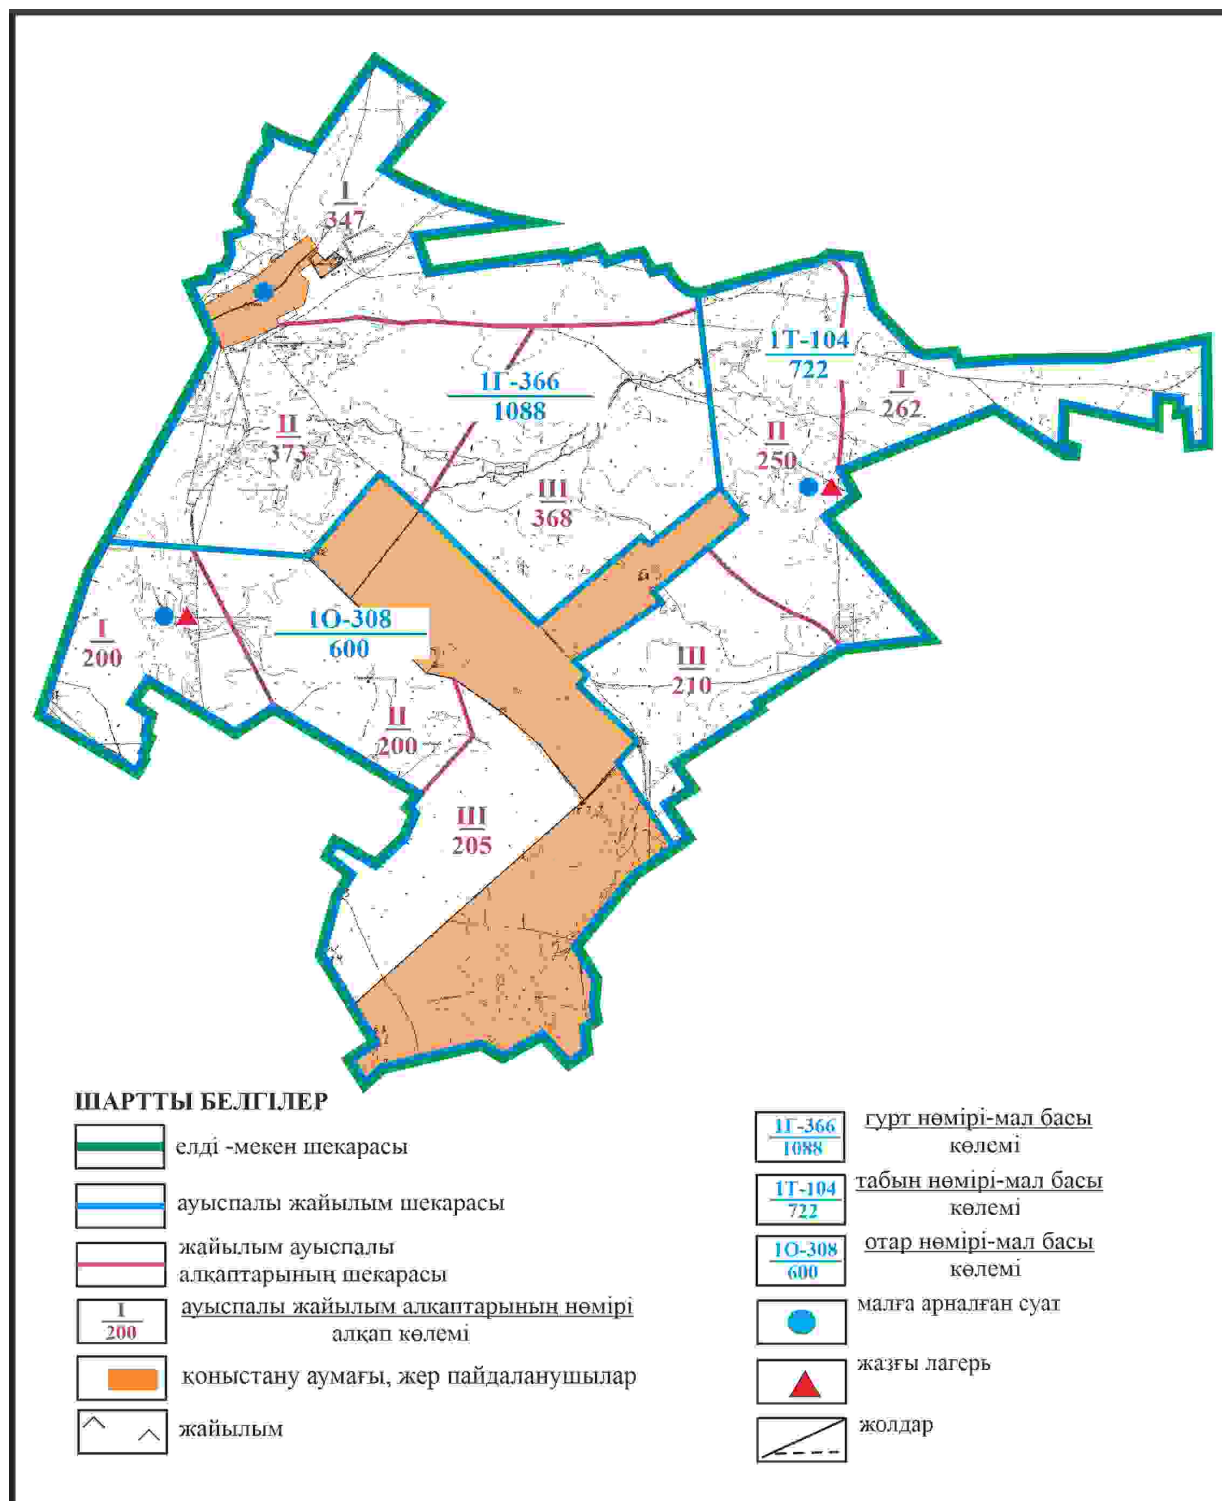 I
347
1Т-104
722
1Г-366
1088
I
262
II
373
II
250
III
368
1О-308
600
I
200
III
210
II
200
III
205
ШАРТТЫ БЕЛГІЛЕР
елді -мекен шекарасы
ауыспалы жайылым шекарасы
жайылым ауыспалы
алқаптарының шекарасы
I
200
ауыспалы жайылым алқаптарының нөмірі
алқап көлемі
қоныстану аумағы, жер пайдаланушылар
жайылым
1Г-366
1088
гурт нөмірі-мал басы
көлемі
1Т-104
722
табын нөмірі-мал басы
көлемі
1О-308
600
отар нөмірі-мал басы
көлемі
малға арналған суат
жазғы лагерь
жолдар